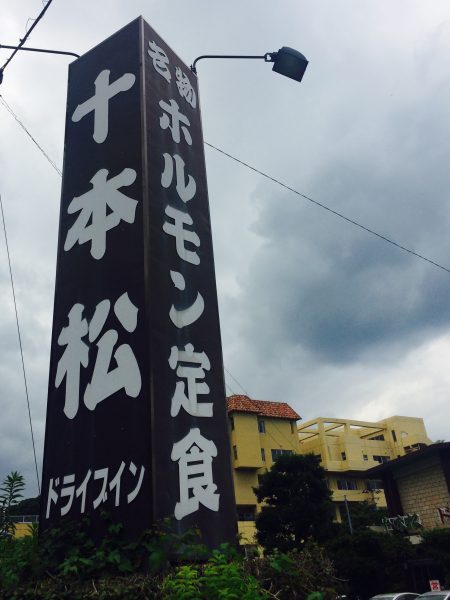 十本松
ドライブイン
名物
ホルモン定食